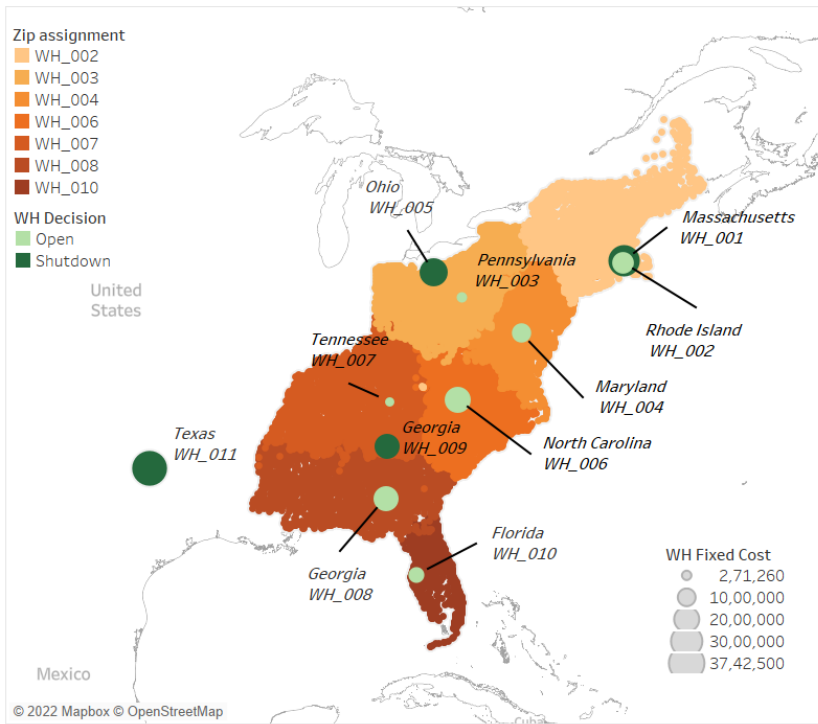 Zip assignment
WH_002
WH_003
WH_004
WH_006
WH_007
WH_008
WH_010
WH Decision
Open
Shutdown
United
States
Ohio
WH_005
Pennsylvania
WH_003
Massachusetts
WH_001
Rhode Island
WH_002
Tennessee
WH_007
Maryland
WH_004
Texas
WH_011
Georgia
WH_009
North Carolina
WH_006
Florida
WH_010
Georgia
WH_008
WH Fixed Cost
2,71,260
10,00,000
20,00,000
30,00,000
37,42,500
Mexico
Cuba
© 2022 Mapbox © OpenStreetMap